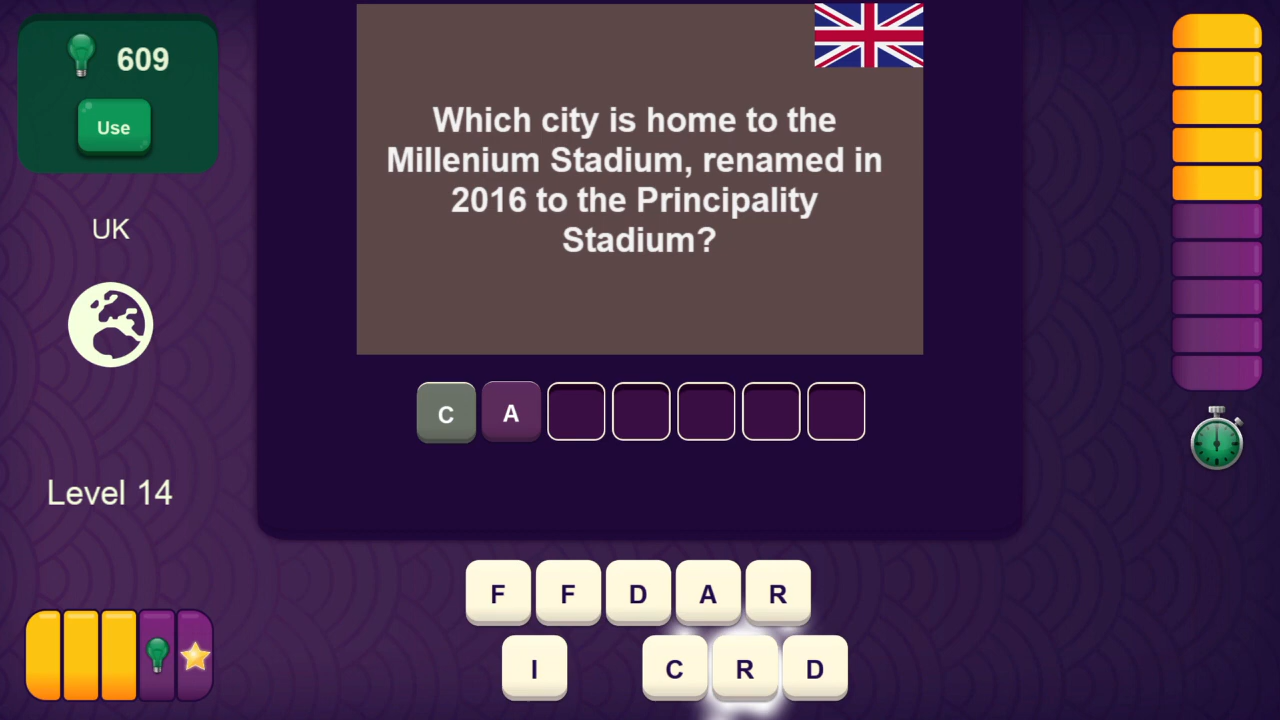 609
Use
UK
Level 14
Which city is home to the
Millenium Stadium, renamed in
2016 to the Principality
Stadium?
C A
F F D A R
I C R D